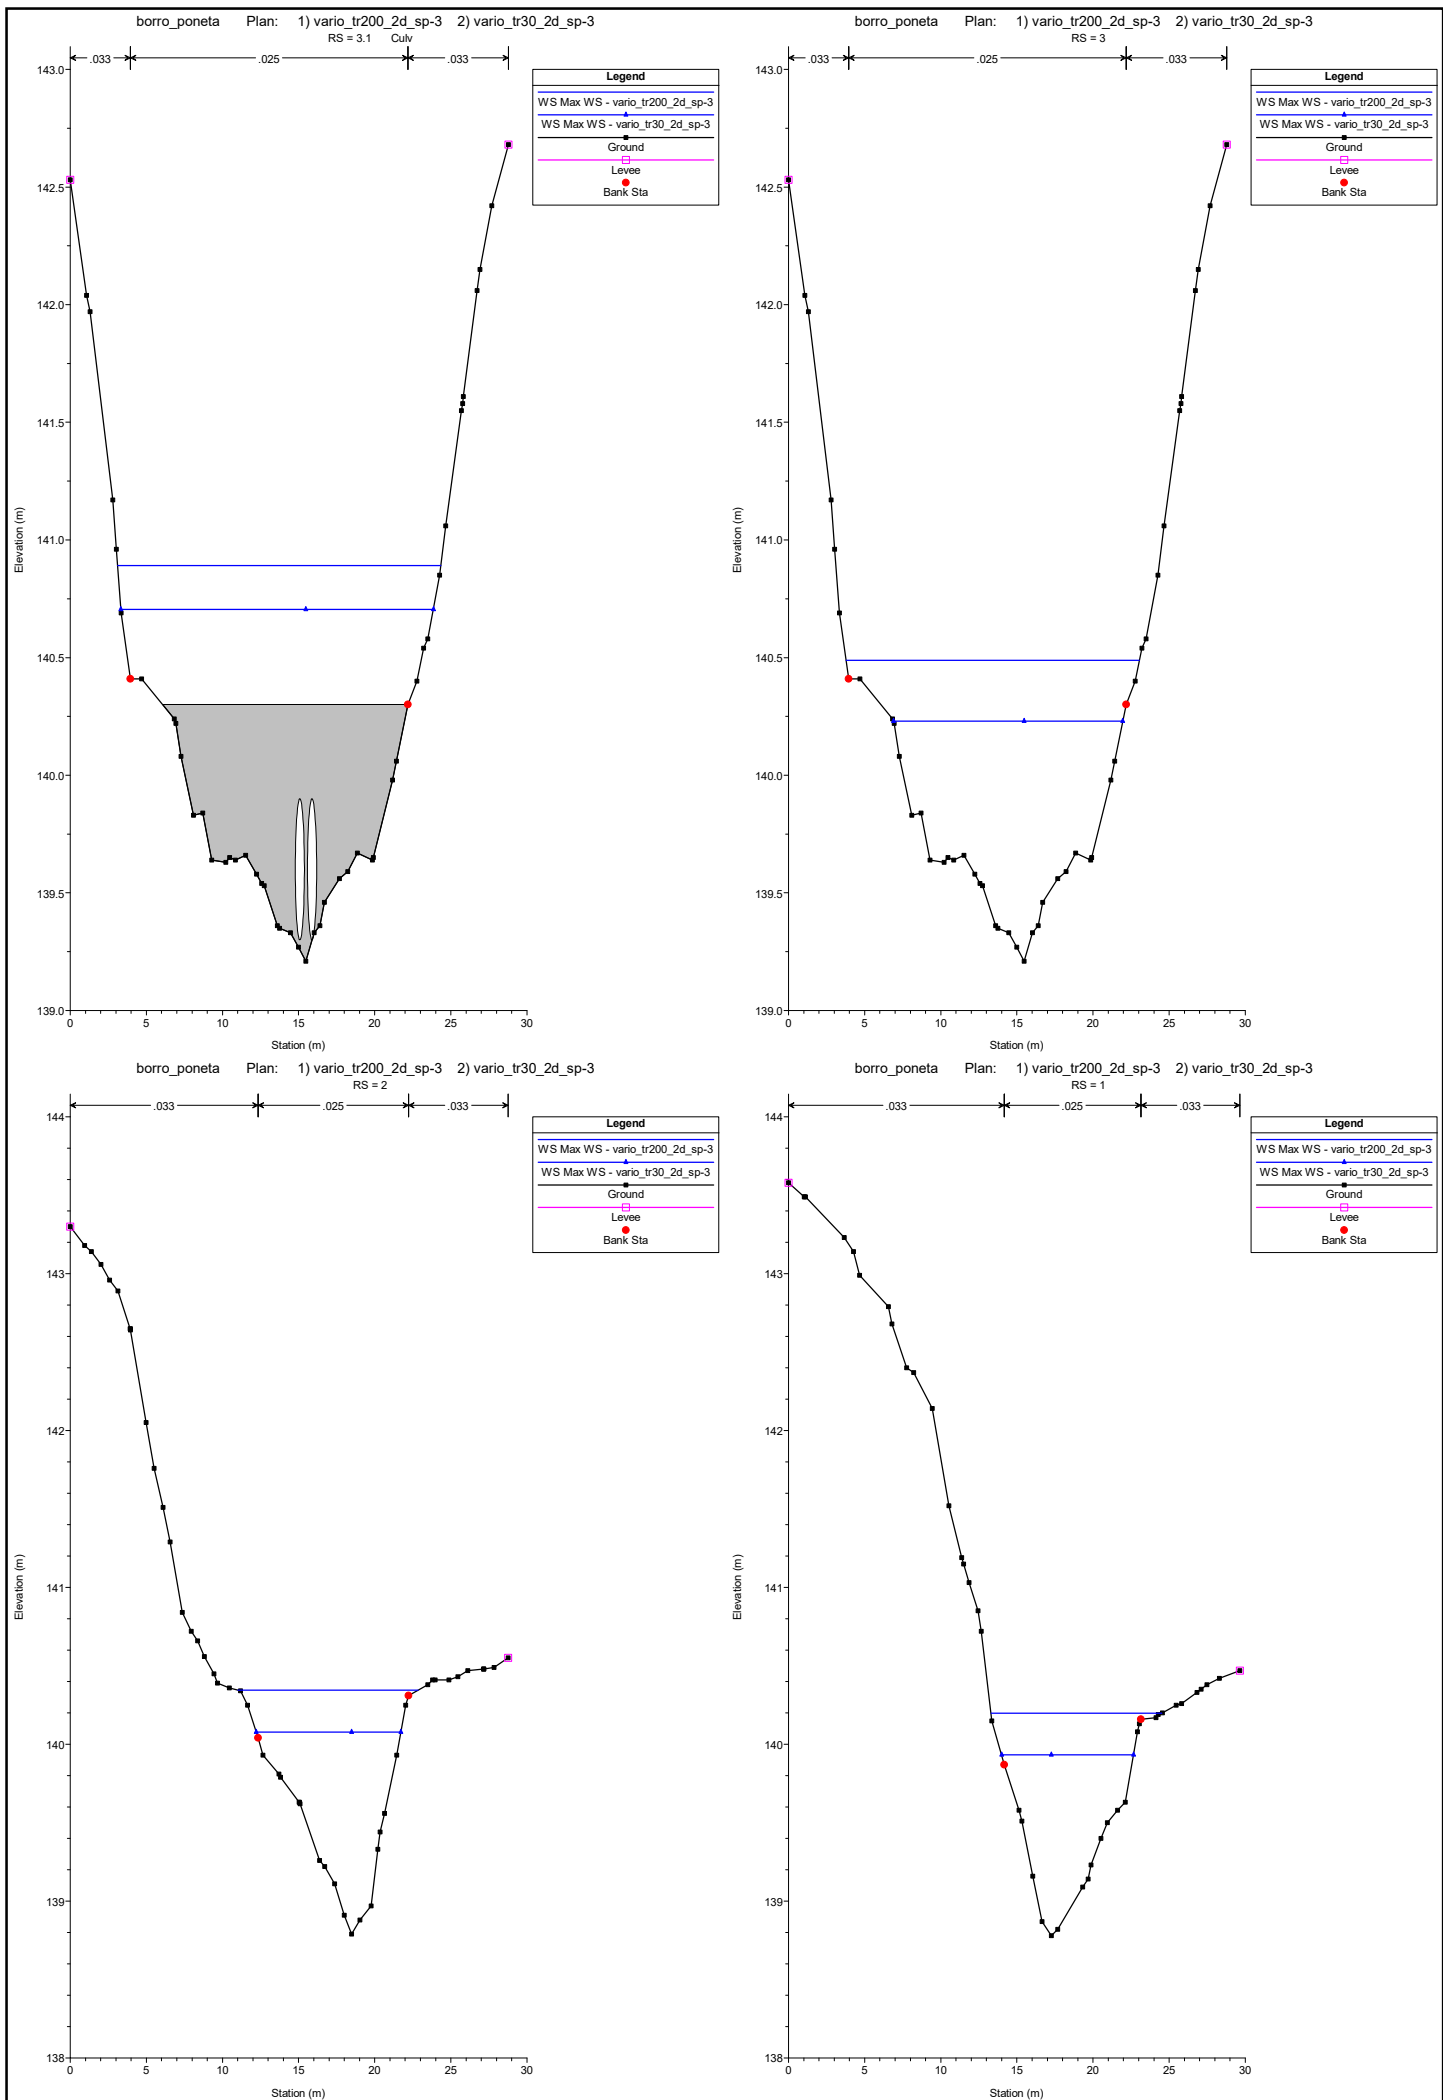 borro_poneta Plan: 1) vario_tr200_2d_sp-3 2) vario_tr30_2d_sp-3
RS = 3.1 Culv
.033 .025 .033
Legend
WS Max WS - vario_tr200_2d_sp-3
WS Max WS - vario_tr30_2d_sp-3
Ground
Levee
Bank Sta
143.0
142.5
142.0
141.5
141.0
140.5
140.0
139.5
139.0
Elevation (m)
0 5 10 15 20 25 30
Station (m)
borro_poneta Plan: 1) vario_tr200_2d_sp-3 2) vario_tr30_2d_sp-3
RS = 3
.033 .025 .033
Legend
WS Max WS - vario_tr200_2d_sp-3
WS Max WS - vario_tr30_2d_sp-3
Ground
Levee
Bank Sta
143.0
142.5
142.0
141.5
141.0
140.5
140.0
139.5
139.0
Elevation (m)
0 5 10 15 20 25 30
Station (m)
borro_poneta Plan: 1) vario_tr200_2d_sp-3 2) vario_tr30_2d_sp-3
RS = 2
.033 .025 .033
Legend
WS Max WS - vario_tr200_2d_sp-3
WS Max WS - vario_tr30_2d_sp-3
Ground
Levee
Bank Sta
144
143
142
141
140
139
138
Elevation (m)
0 5 10 15 20 25 30
Station (m)
borro_poneta Plan: 1) vario_tr200_2d_sp-3 2) vario_tr30_2d_sp-3
RS = 1
.033 .025 .033
Legend
WS Max WS - vario_tr200_2d_sp-3
WS Max WS - vario_tr30_2d_sp-3
Ground
Levee
Bank Sta
144
143
142
141
140
139
138
Elevation (m)
0 5 10 15 20 25 30
Station (m)